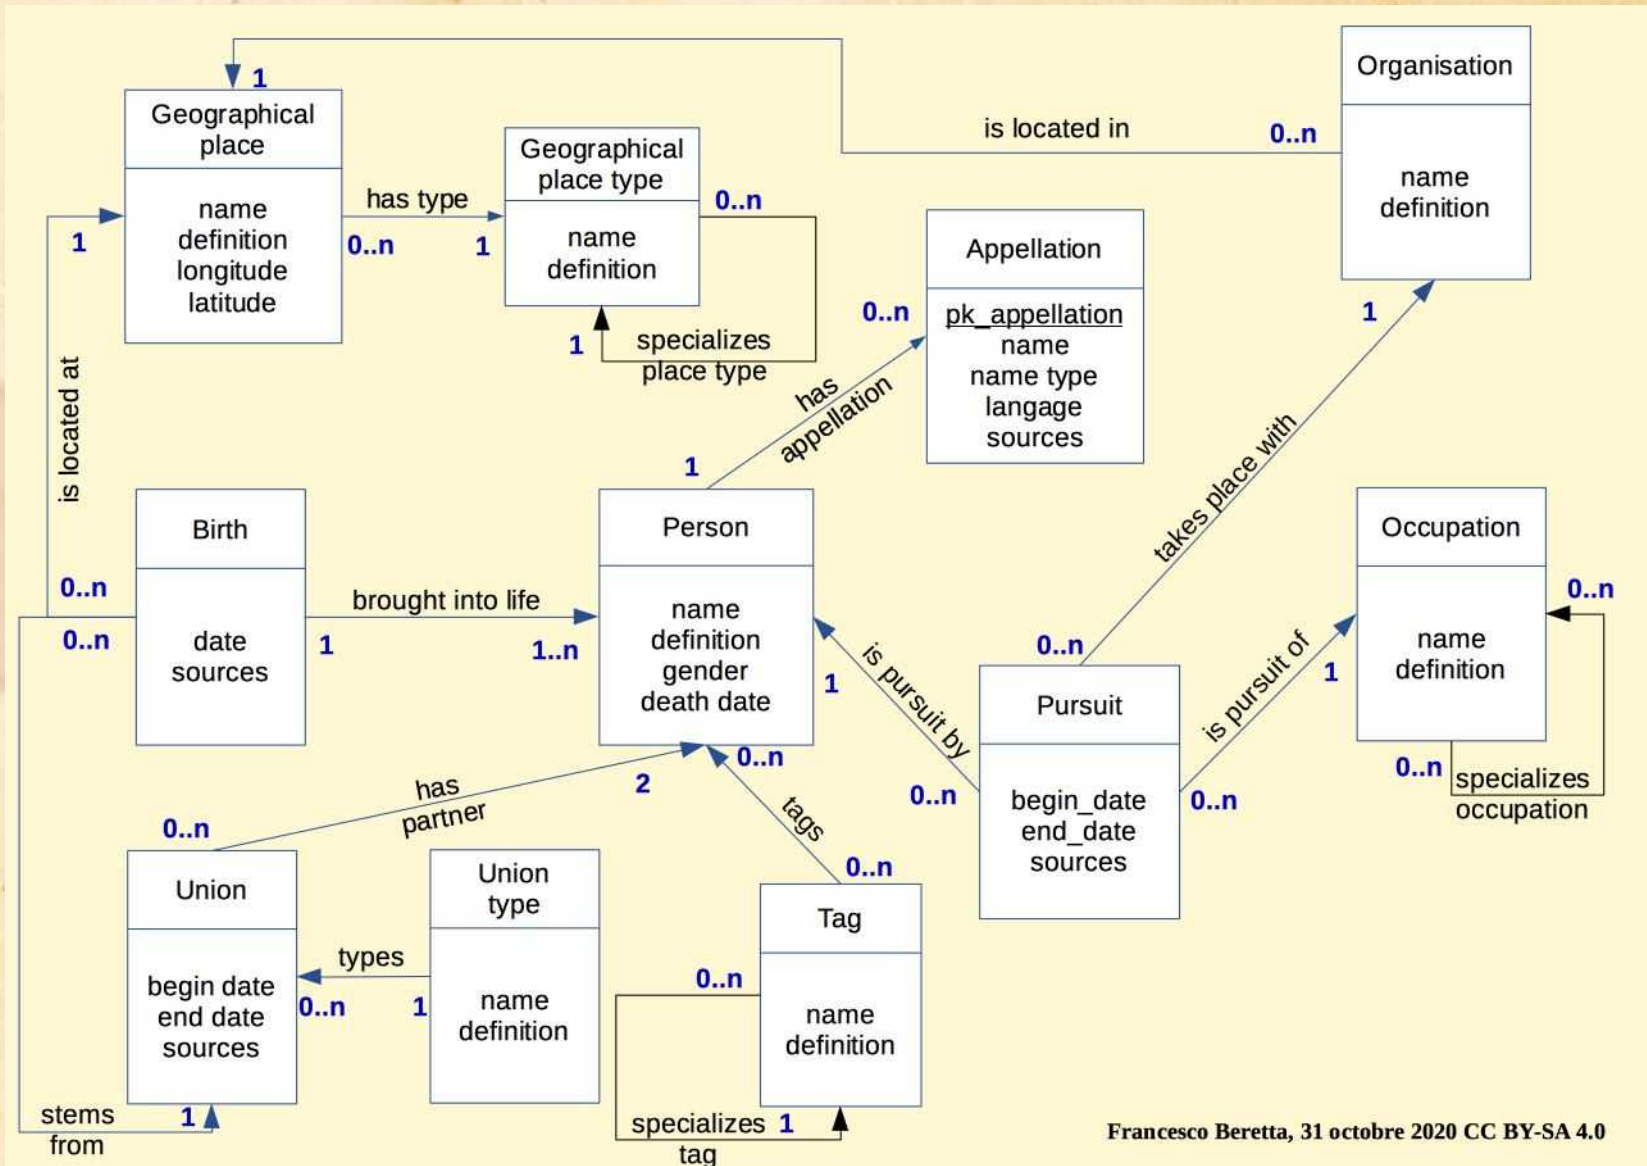 Geographical
place
name
definition
longitude
latitude
1
1
has type
0..n
1
Geographical
place type
name
definition
0..n
1
specializes
place type
is located in
0..n
Organisation
name
definition
1
Appellation
pk_appellation
name
name type
langage
sources
0..n
has
appellation
1
is located at
takes place with
Birth
date
sources
0..n
0..n
brought into life
1
1..n
Person
name
definition
gender
death date
1
is pursuit by
0..n
0..n
Pursuit
begin_date
end_date
sources
is pursuit of
0..n
1
Occupation
name
definition
0..n
0..n
specializes
occupation
has
partner
2
0..n
0..n
tags
0..n
Union
begin date
end date
sources
types
0..n
1
Union
type
name
definition
Tag
name
definition
0..n
specializes
tag
1
stems
from
1
Francesco Beretta, 31 octobre 2020 CC BY-SA 4.0